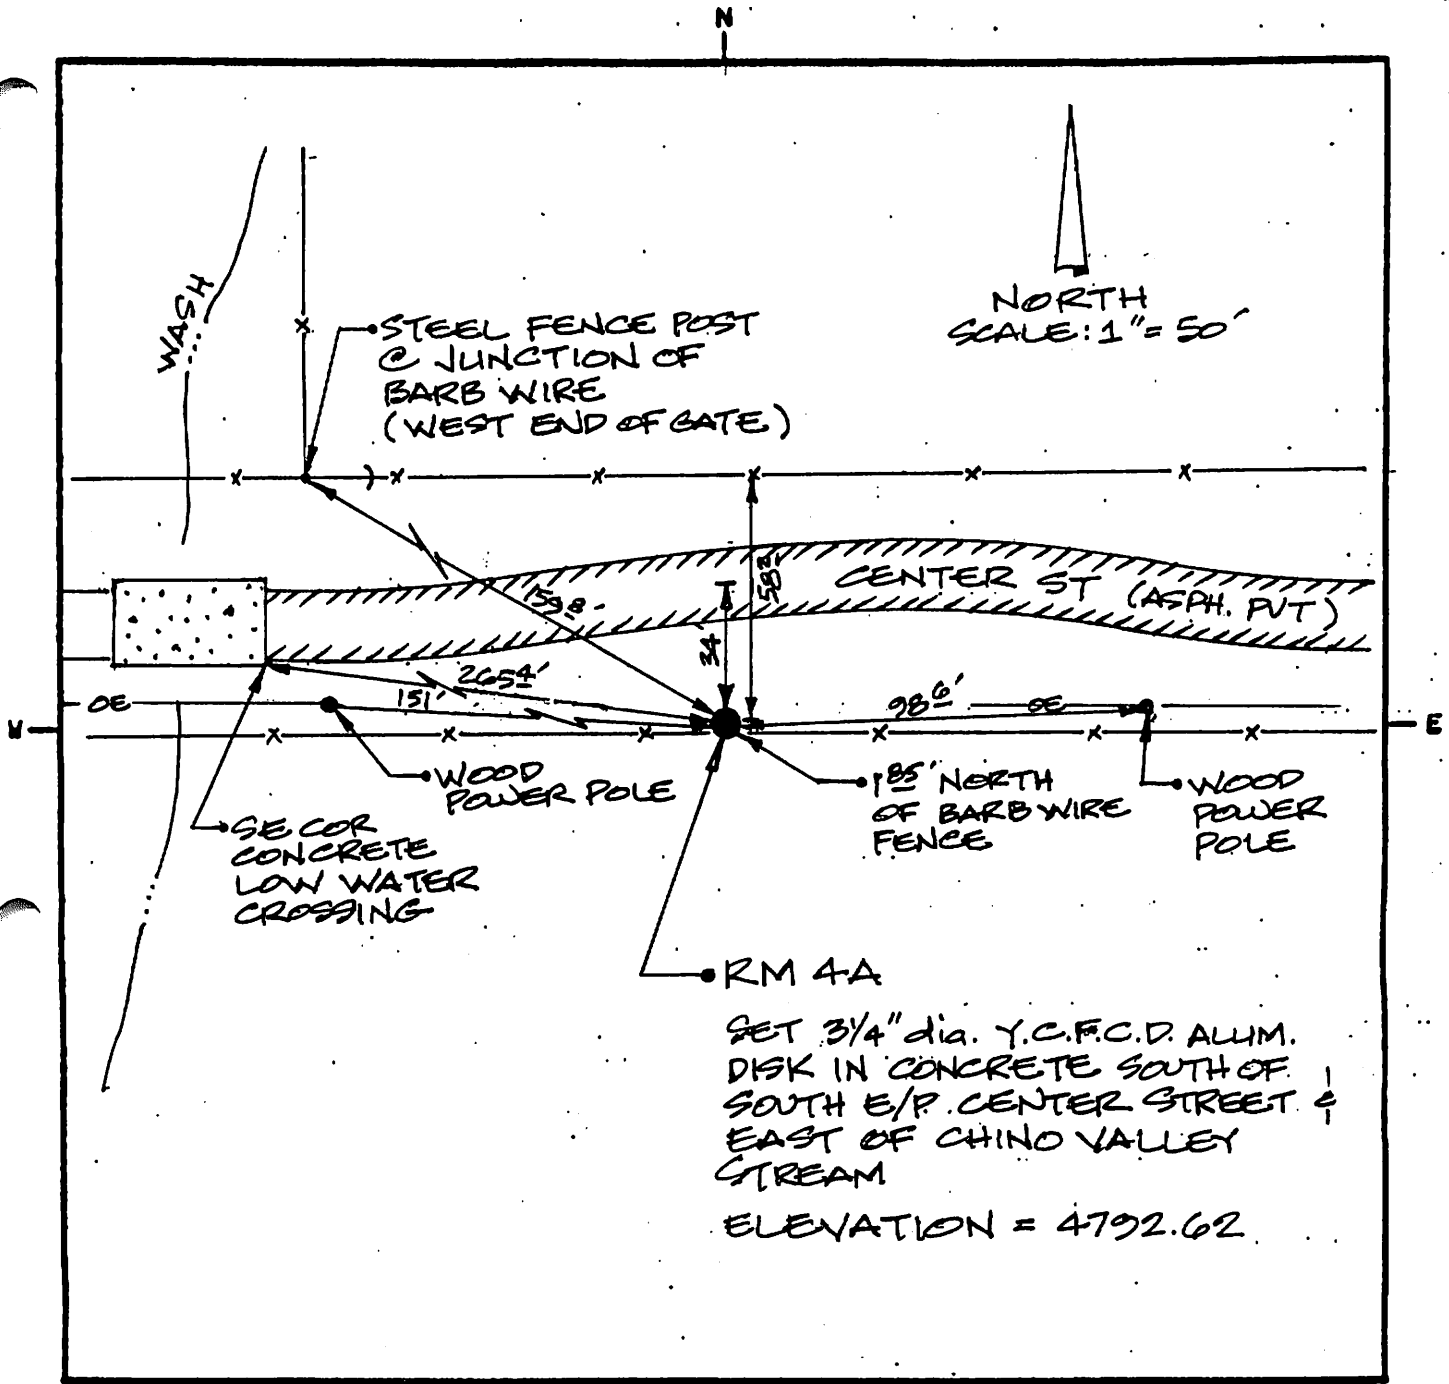 N
WASH
NORTH
SCALE: 1" = 50'
STEEL FENCE POST
@ JUNCTION OF
BARB WIRE
(WEST END OF GATE)
CENTER ST (ASPH. PVT)
159.8'
34'
265.4'
151'
98.6'
OE
OE
W
E
WOOD
POWER POLE
1.85' NORTH
OF BARB WIRE
FENCE
WOOD
POWER
POLE
SE COR
CONCRETE
LOW WATER
CROSSING
RM 4A
SET 3 1/4" dia. Y.C.F.C.D. ALUM.
DISK IN CONCRETE SOUTH OF
SOUTH E/P. CENTER STREET &
EAST OF CHINO VALLEY
STREAM
ELEVATION = 4792.62